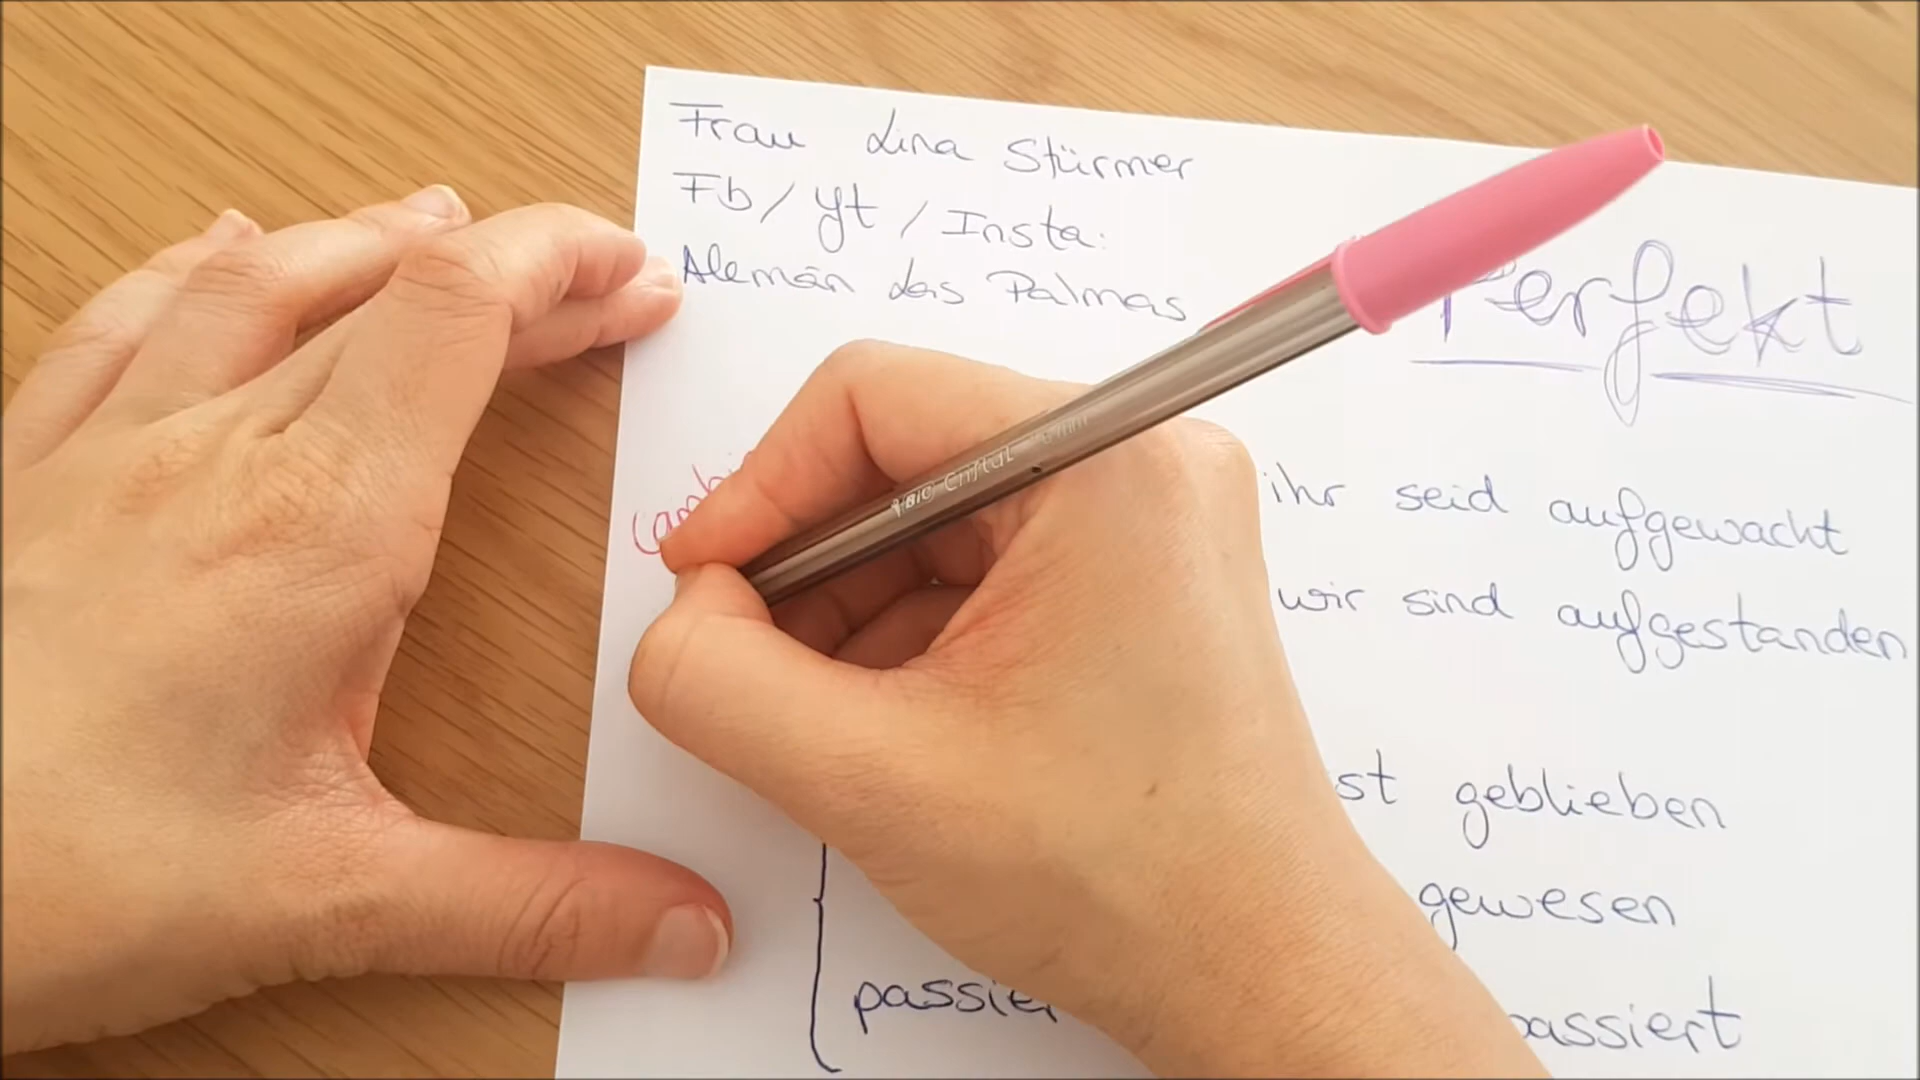 Frau Lina Stürmer
Fb / yt / Insta:
Alemán las Palmas
Perfekt
BIC Cristal
ihr seid aufgewacht
wir sind aufgestanden
geblieben
gewesen
passiert